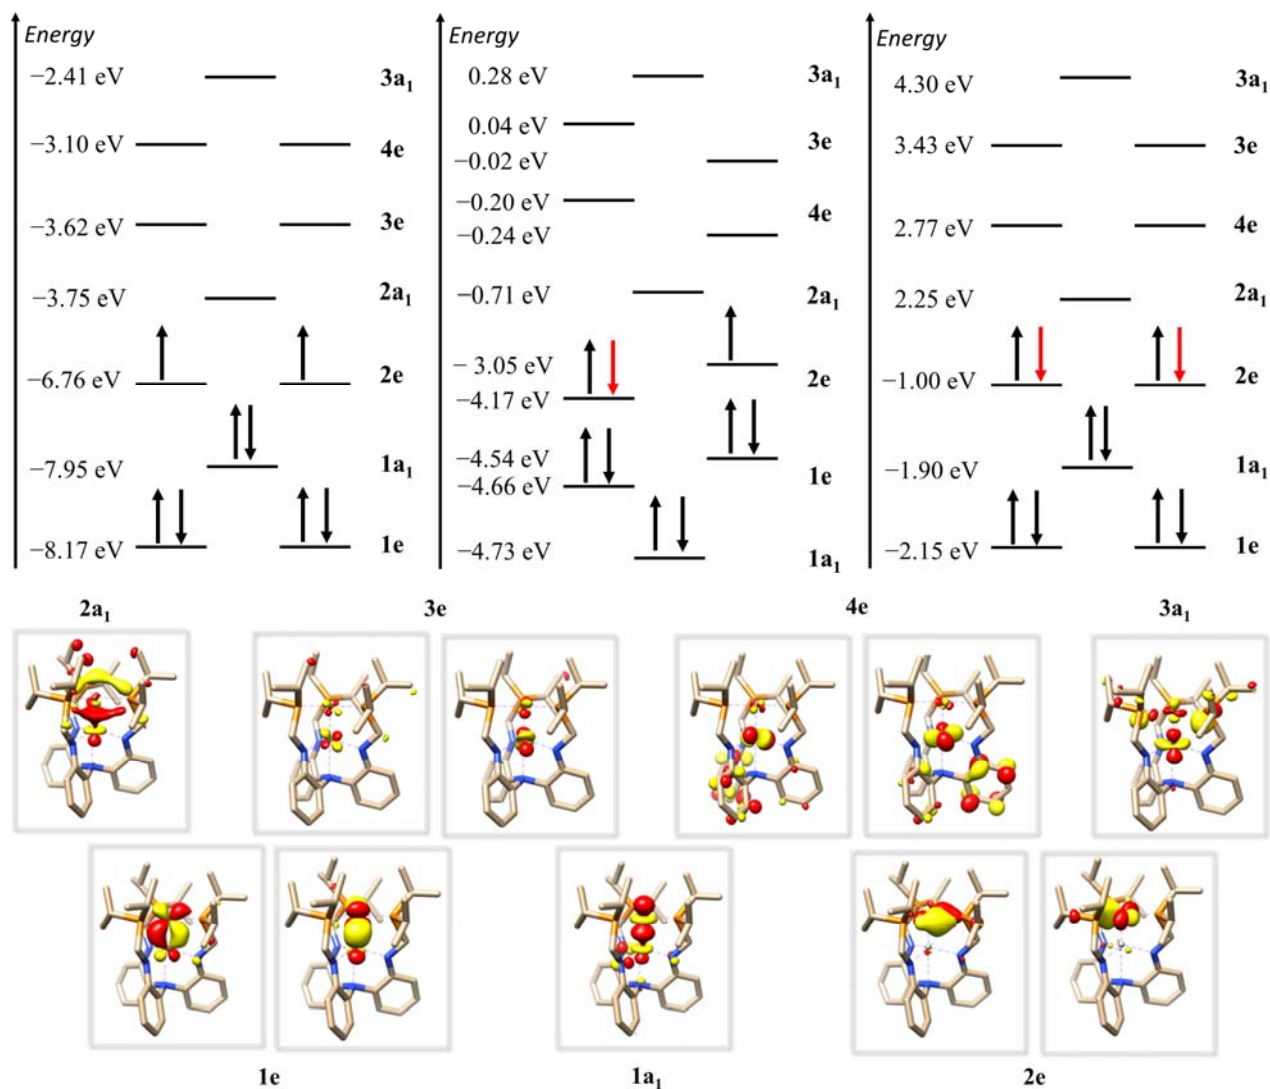 Energy
−2.41 eV
3a₁
−3.10 eV
4e
−3.62 eV
3e
−3.75 eV
2a₁
−6.76 eV
2e
−7.95 eV
1a₁
−8.17 eV
1e
Energy
0.28 eV
3a₁
0.04 eV
3e
−0.02 eV
−0.20 eV
4e
−0.24 eV
−0.71 eV
2a₁
− 3.05 eV
2e
−4.17 eV
−4.54 eV
1e
−4.66 eV
−4.73 eV
1a₁
Energy
4.30 eV
3a₁
3.43 eV
3e
2.77 eV
4e
2.25 eV
2a₁
−1.00 eV
2e
−1.90 eV
1a₁
−2.15 eV
1e
2a₁ 3e 4e 3a₁
1e 1a₁ 2e